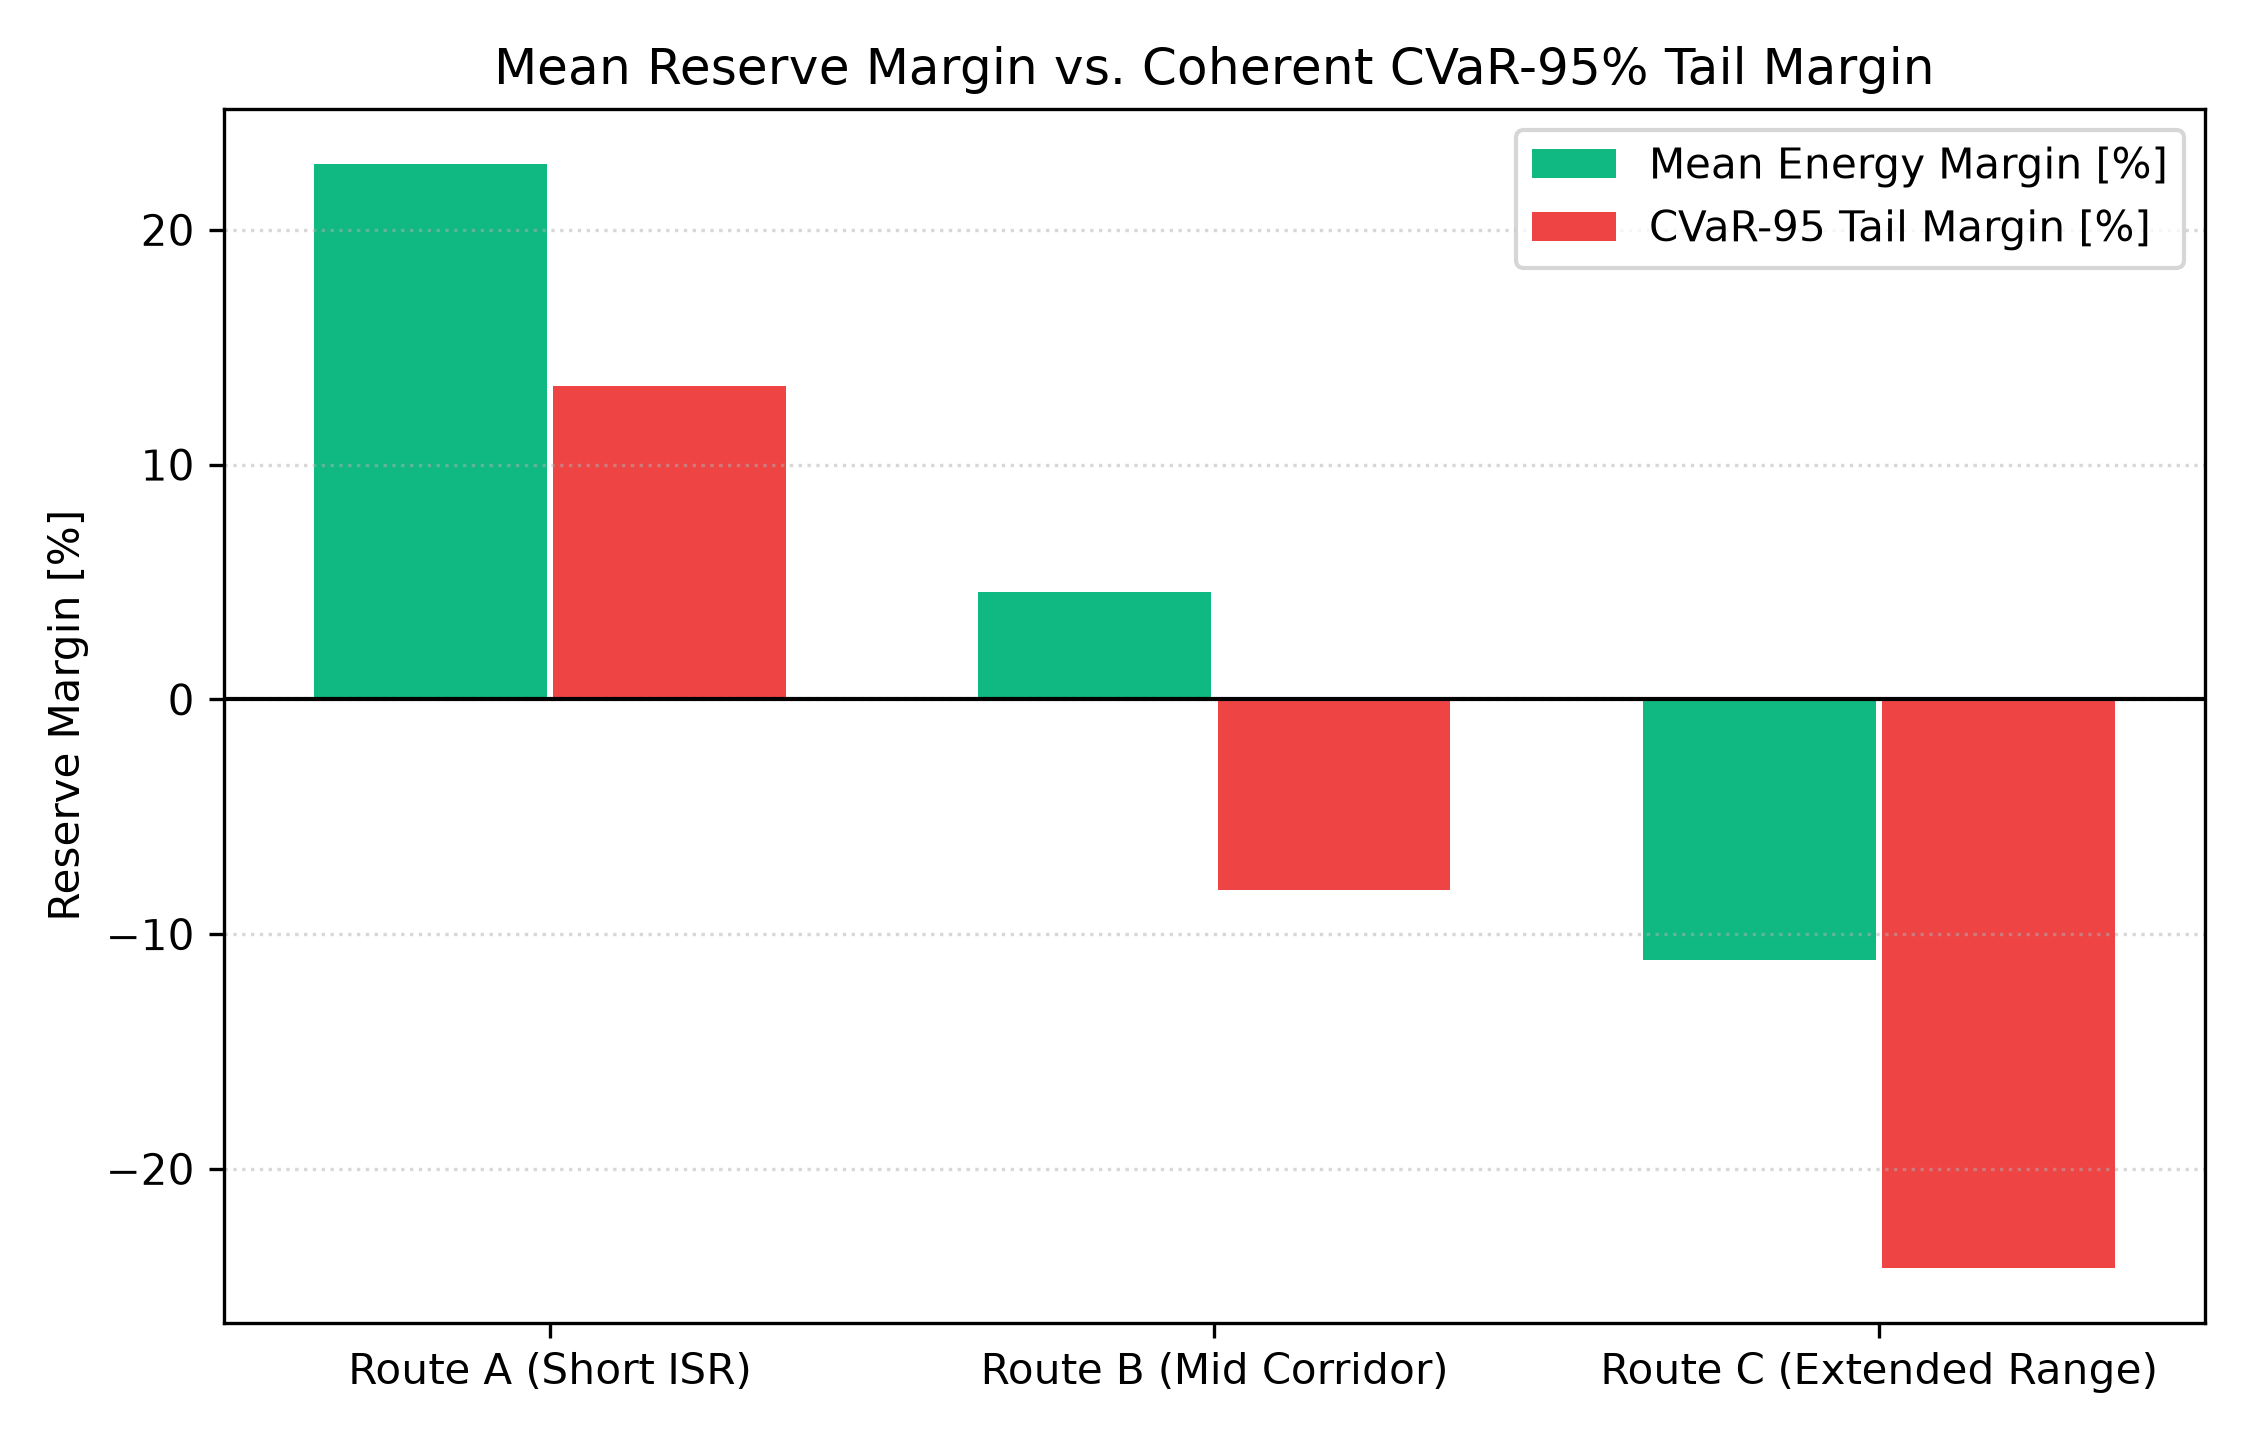 Mean Reserve Margin vs. Coherent CVaR-95% Tail Margin
Mean Energy Margin [%]
CVaR-95 Tail Margin [%]
Reserve Margin [%]
20
10
0
−10
−20
Route A (Short ISR)
Route B (Mid Corridor)
Route C (Extended Range)